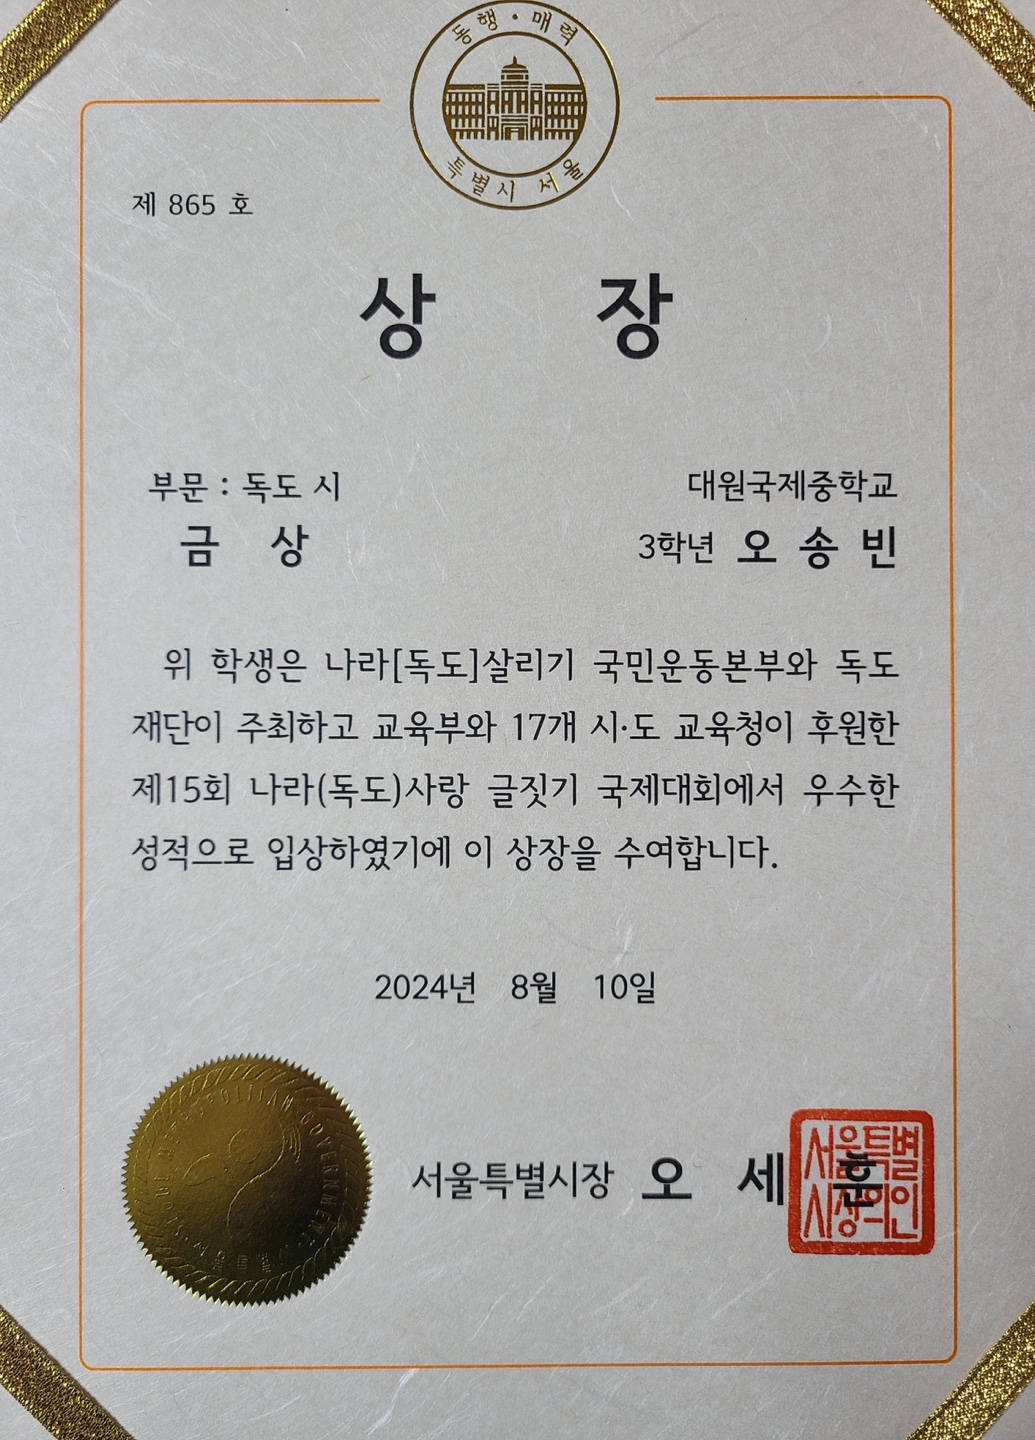 동행·매력
특별시 서울
제 865 호
상 장
부문 : 독도 시
대원국제중학교
금 상
3학년 오 송 빈
위 학생은 나라[독도]살리기 국민운동본부와 독도
재단이 주최하고 교육부와 17개 시·도 교육청이 후원한
제15회 나라(독도)사랑 글짓기 국제대회에서 우수한
성적으로 입상하였기에 이 상장을 수여합니다.
2024년 8월 10일
METROPOLITAN GOVERNMENT
서울특별시장 오 세 훈
서울특별
시장의인